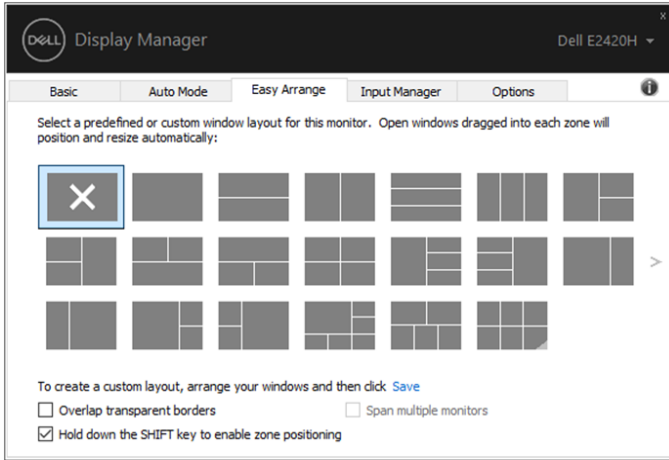 x
DELL Display Manager Dell E2420H
Basic Auto Mode Easy Arrange Input Manager Options i
Select a predefined or custom window layout for this monitor. Open windows dragged into each zone will
position and resize automatically:
>
To create a custom layout, arrange your windows and then click Save
Overlap transparent borders Span multiple monitors
Hold down the SHIFT key to enable zone positioning